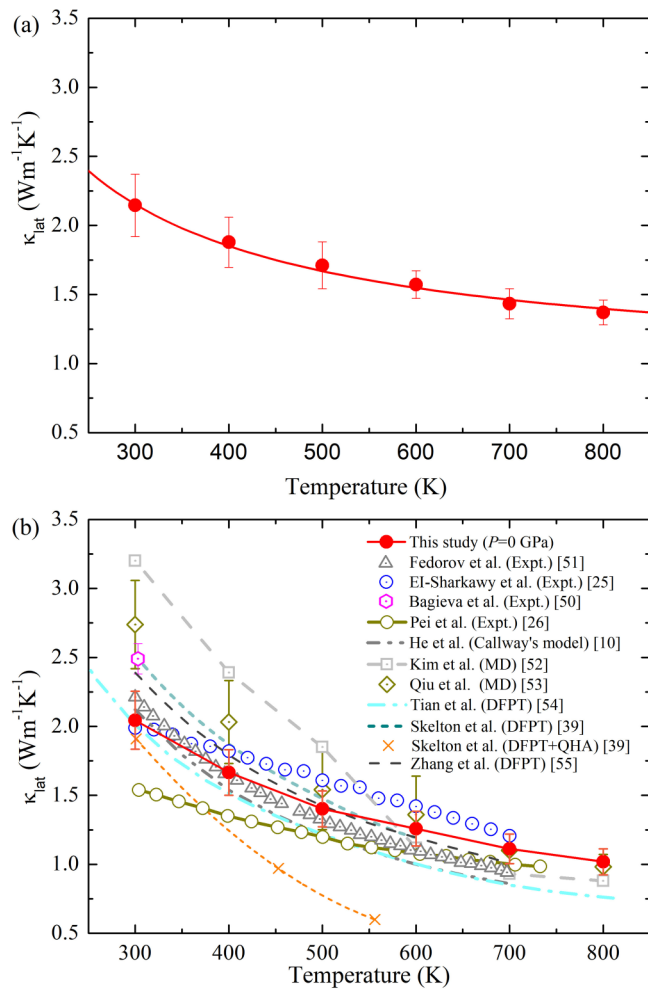 (a)
3.5
3.0
2.5
2.0
1.5
1.0
0.5
κlat (Wm⁻¹K⁻¹)
300 400 500 600 700 800
Temperature (K)
(b)
3.5
3.0
2.5
2.0
1.5
1.0
0.5
κlat (Wm⁻¹K⁻¹)
This study (P=0 GPa)
Fedorov et al. (Expt.) [51]
EI-Sharkawy et al. (Expt.) [25]
Bagieva et al. (Expt.) [50]
Pei et al. (Expt.) [26]
He et al. (Callway's model) [10]
Kim et al. (MD) [52]
Qiu et al. (MD) [53]
Tian et al. (DFPT) [54]
Skelton et al. (DFPT) [39]
Skelton et al. (DFPT+QHA) [39]
Zhang et al. (DFPT) [55]
300 400 500 600 700 800
Temperature (K)